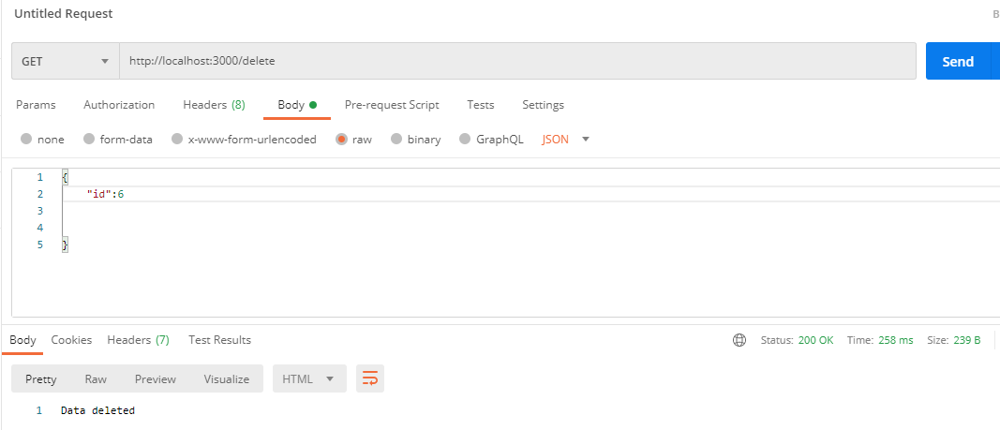 Untitled Request
B
GET http://localhost:3000/delete Send
Params Authorization Headers (8) Body Pre-request Script Tests Settings
none form-data x-www-form-urlencoded raw binary GraphQL JSON
1 {
2 "id":6
3
4
5 }
Body Cookies Headers (7) Test Results Status: 200 OK Time: 258 ms Size: 239 B
Pretty Raw Preview Visualize HTML
1 Data deleted